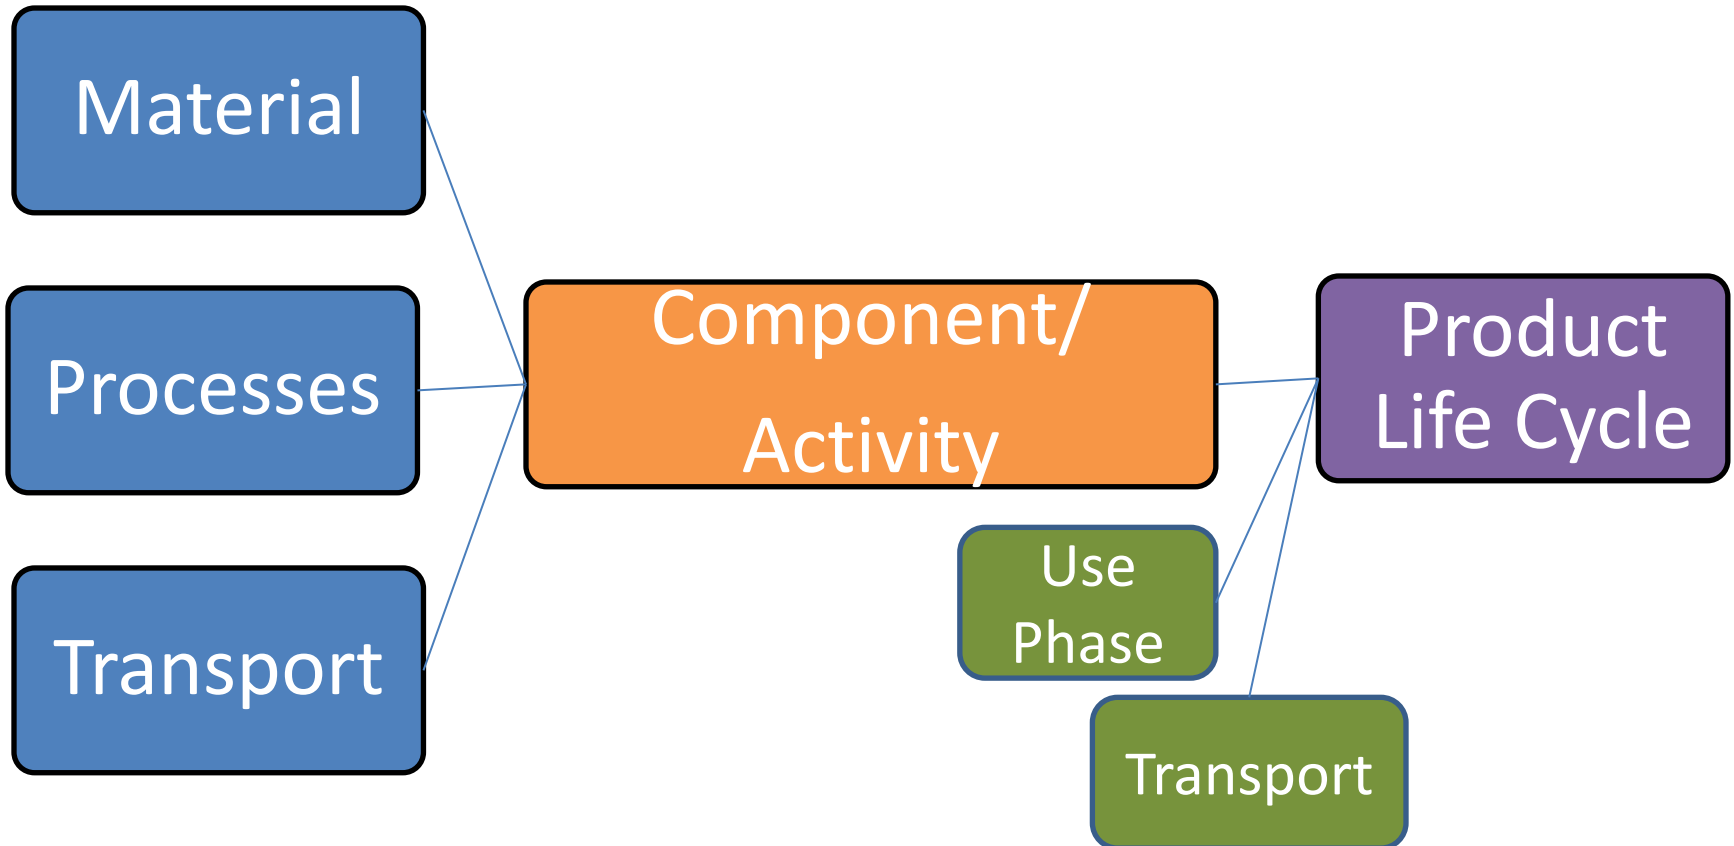 Material
Processes
Transport
Component/
Activity
Product
Life Cycle
Use
Phase
Transport